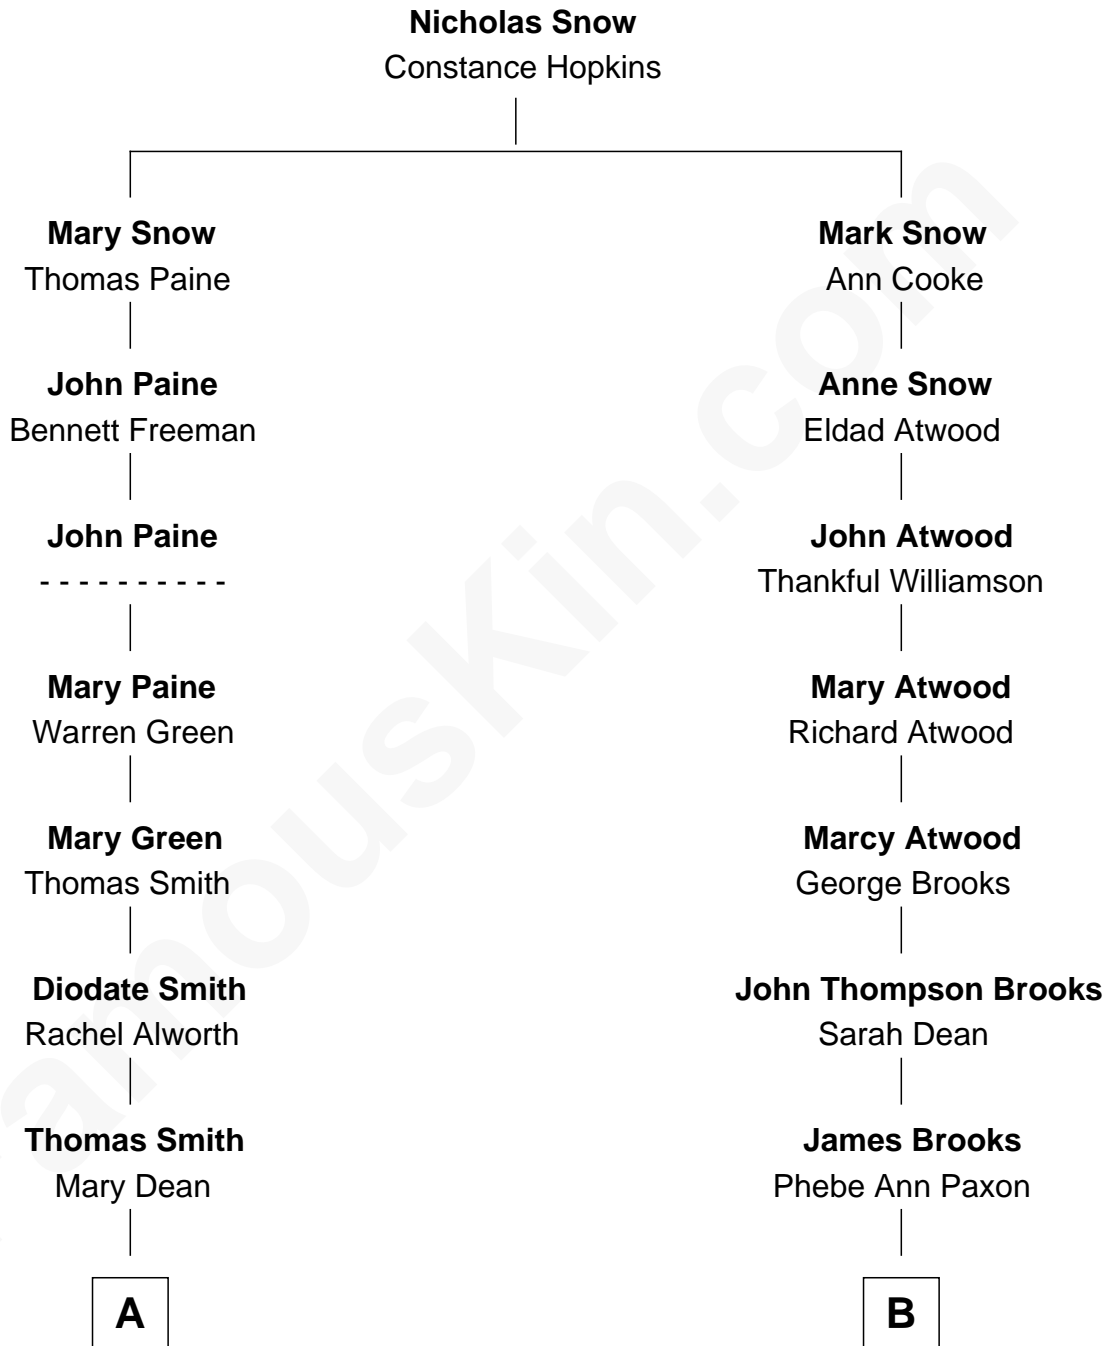 Nicholas Snow
Constance Hopkins
Mary Snow
Thomas Paine
Mark Snow
Ann Cooke
John Paine
Bennett Freeman
Anne Snow
Eldad Atwood
John Paine
- - - - - - - - - -
John Atwood
Thankful Williamson
Mary Paine
Warren Green
Mary Atwood
Richard Atwood
Mary Green
Thomas Smith
Marcy Atwood
George Brooks
Diodate Smith
Rachel Alworth
John Thompson Brooks
Sarah Dean
Thomas Smith
Mary Dean
James Brooks
Phebe Ann Paxon
A
B
famouskin.com